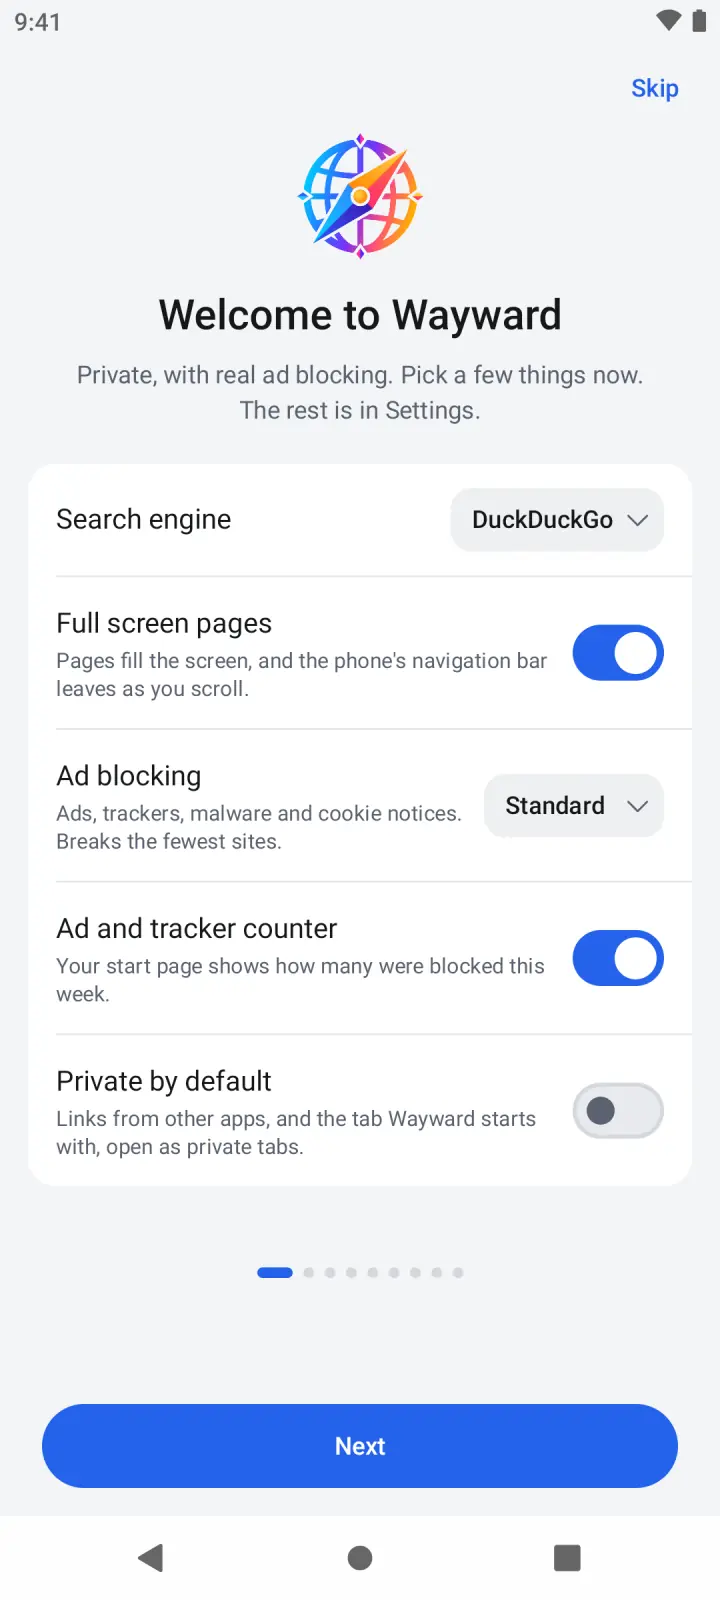 9:41
Skip
Welcome to Wayward
Private, with real ad blocking. Pick a few things now.
The rest is in Settings.
Search engine
DuckDuckGo
Full screen pages
Pages fill the screen, and the phone's navigation bar
leaves as you scroll.
Ad blocking
Ads, trackers, malware and cookie notices.
Breaks the fewest sites.
Standard
Ad and tracker counter
Your start page shows how many were blocked this
week.
Private by default
Links from other apps, and the tab Wayward starts
with, open as private tabs.
Next